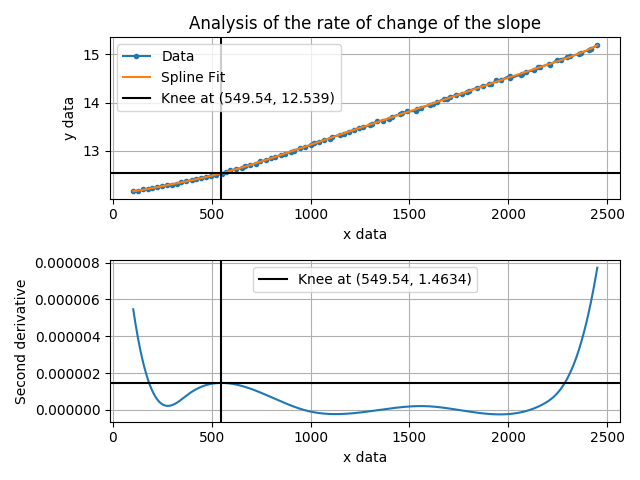 Analysis of the rate of change of the slope
15
14
13
y data
Data
Spline Fit
Knee at (549.54, 12.539)
0 500 1000 1500 2000 2500
x data
0.000008
0.000006
0.000004
0.000002
0.000000
Second derivative
Knee at (549.54, 1.4634)
0 500 1000 1500 2000 2500
x data